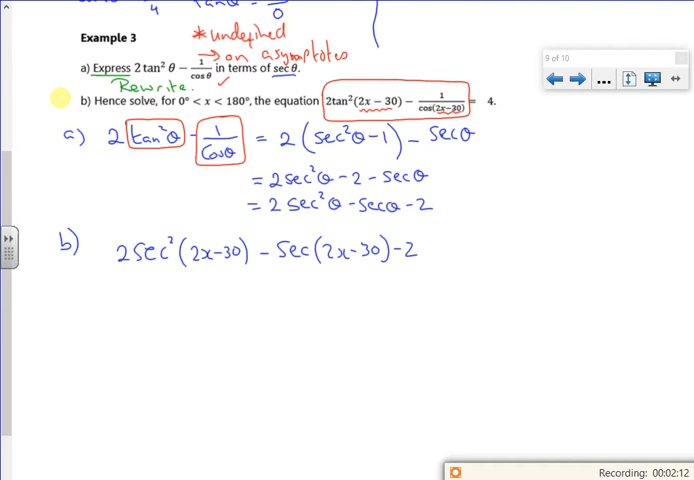 4 tanθ = 
0
Example 3
*undefined
→ on asymptotes
a) Express 2 tan² θ − 1/cosθ in terms of sec θ.
Rewrite. ✓
b) Hence solve, for 0° < x < 180°, the equation 2tan²(2x − 30) − 1/cos(2x−30) = 4.
a) 2 tan²θ - 1/cosθ = 2(sec²θ -1) - secθ
= 2sec²θ - 2 - secθ
= 2 sec²θ - secθ - 2
b) 2sec²(2x-30) - sec(2x-30) - 2
9 of 10
Recording: 00:02:12